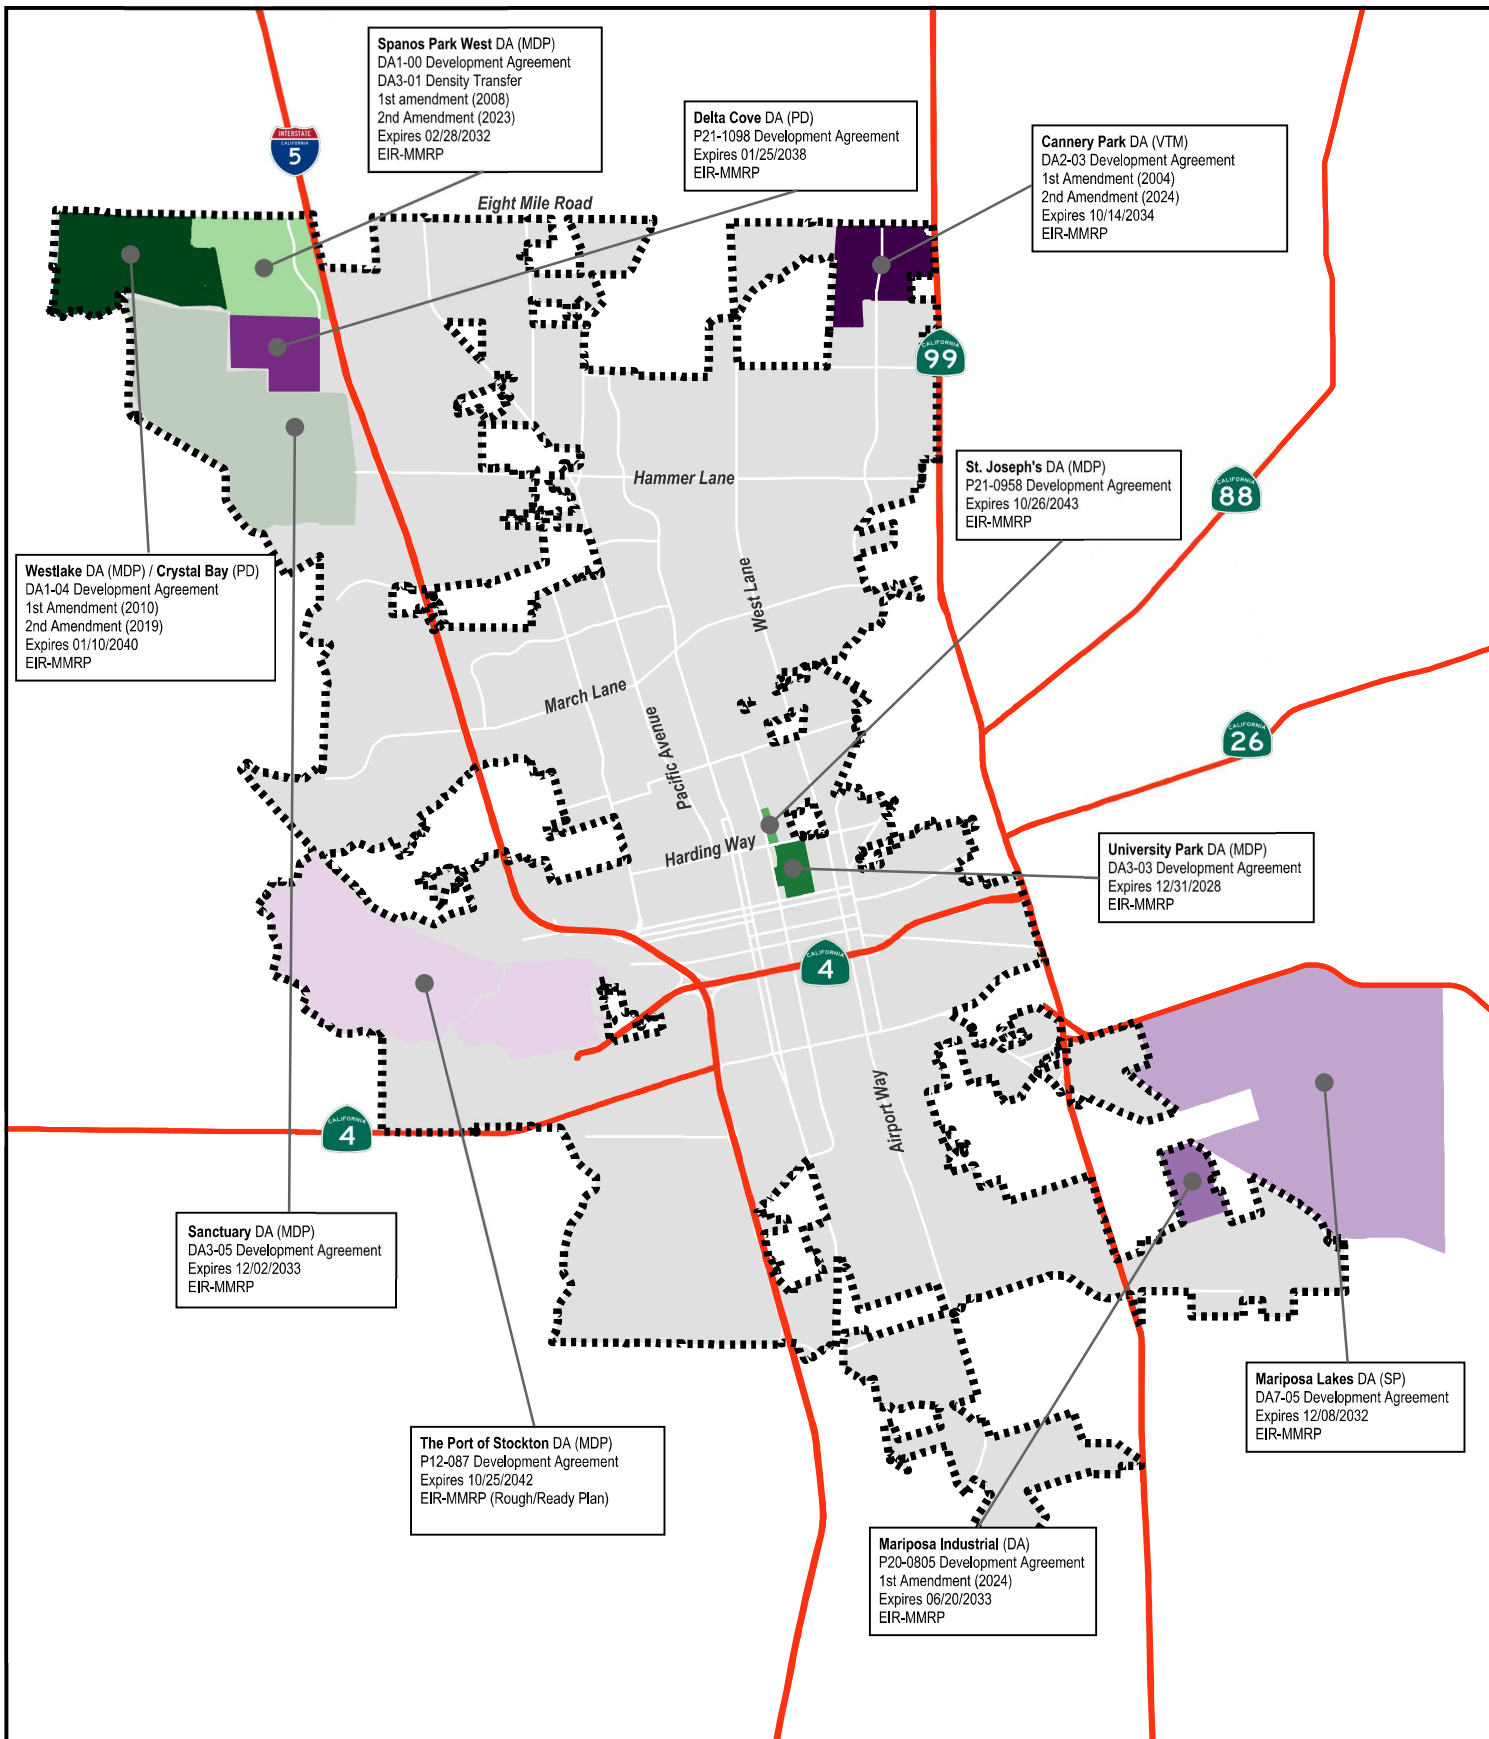 Spanos Park West DA (MDP)
DA1-00 Development Agreement
DA3-01 Density Transfer
1st amendment (2008)
2nd Amendment (2023)
Expires 02/28/2032
EIR-MMRP
INTERSTATE
CALIFORNIA
5
Delta Cove DA (PD)
P21-1098 Development Agreement
Expires 01/25/2038
EIR-MMRP
Cannery Park DA (VTM)
DA2-03 Development Agreement
1st Amendment (2004)
2nd Amendment (2024)
Expires 10/14/2034
EIR-MMRP
Eight Mile Road
CALIFORNIA
99
Hammer Lane
St. Joseph's DA (MDP)
P21-0958 Development Agreement
Expires 10/26/2043
EIR-MMRP
CALIFORNIA
88
Westlake DA (MDP) / Crystal Bay (PD)
DA1-04 Development Agreement
1st Amendment (2010)
2nd Amendment (2019)
Expires 01/10/2040
EIR-MMRP
West Lane
March Lane
Pacific Avenue
CALIFORNIA
26
Harding Way
University Park DA (MDP)
DA3-03 Development Agreement
Expires 12/31/2028
EIR-MMRP
CALIFORNIA
4
Airport Way
CALIFORNIA
4
Sanctuary DA (MDP)
DA3-05 Development Agreement
Expires 12/02/2033
EIR-MMRP
Mariposa Lakes DA (SP)
DA7-05 Development Agreement
Expires 12/08/2032
EIR-MMRP
The Port of Stockton DA (MDP)
P12-087 Development Agreement
Expires 10/25/2042
EIR-MMRP (Rough/Ready Plan)
Mariposa Industrial (DA)
P20-0805 Development Agreement
1st Amendment (2024)
Expires 06/20/2033
EIR-MMRP